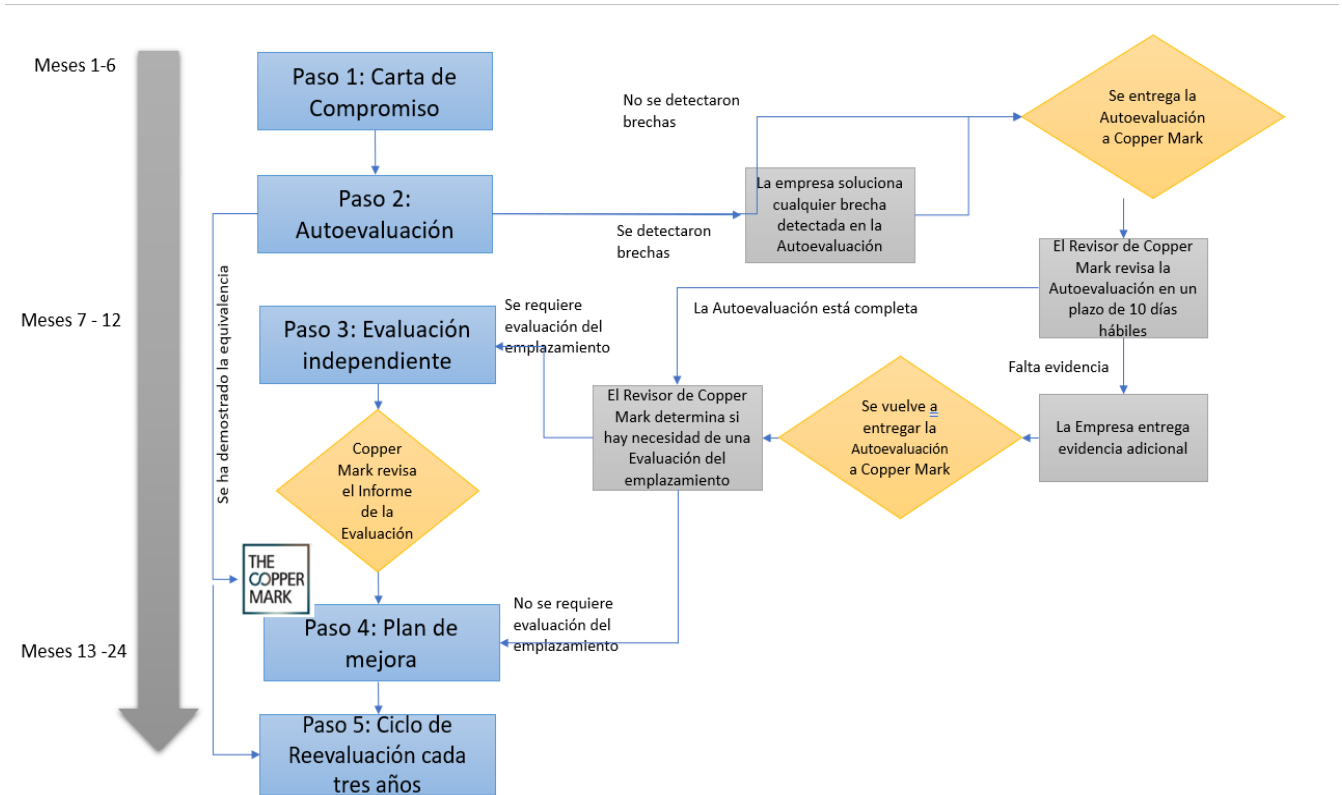 Meses 1-6
Paso 1: Carta de
Compromiso
No se detectaron
brechas
Se entrega la
Autoevaluación
a Copper Mark
Paso 2:
Autoevaluación
Se detectaron
brechas
La empresa soluciona
cualquier brecha
detectada en la
Autoevaluación
El Revisor de Copper
Mark revisa la
Autoevaluación en un
plazo de 10 días
hábiles
Se ha demostrado la equivalencia
Meses 7 - 12
Paso 3: Evaluación
independiente
Se requiere
evaluación del
emplazamiento
La Autoevaluación está completa
Falta evidencia
La Empresa entrega
evidencia adicional
Se vuelve a
entregar la
Autoevaluación
a Copper Mark
El Revisor de Copper
Mark determina si
hay necesidad de una
Evaluación del
emplazamiento
Copper
Mark revisa
el Informe
de la
Evaluación
THE
COPPER
MARK
No se requiere
evaluación del
emplazamiento
Meses 13 -24
Paso 4: Plan de
mejora
Paso 5: Ciclo de
Reevaluación cada
tres años